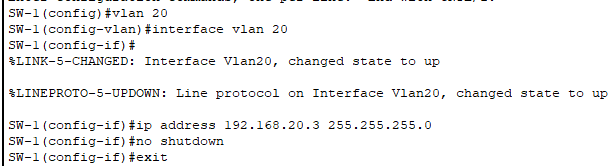 SW-1(config)#vlan 20
SW-1(config-vlan)#interface vlan 20
SW-1(config-if)#
%LINK-5-CHANGED: Interface Vlan20, changed state to up
%LINEPROTO-5-UPDOWN: Line protocol on Interface Vlan20, changed state to up
SW-1(config-if)#ip address 192.168.20.3 255.255.255.0
SW-1(config-if)#no shutdown
SW-1(config-if)#exit